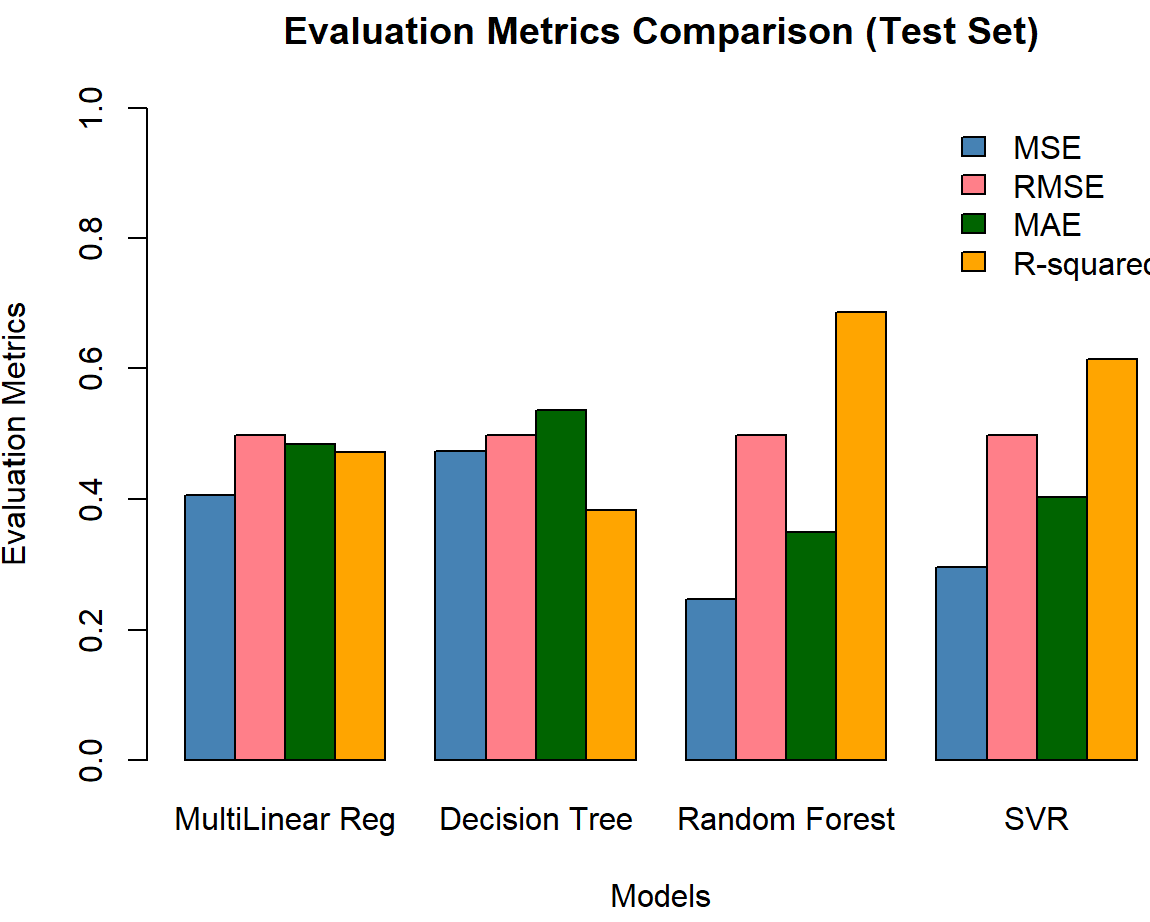 Evaluation Metrics Comparison (Test Set)
Evaluation Metrics
1.0
0.8
0.6
0.4
0.2
0.0
MSE
RMSE
MAE
R-squared
MultiLinear Reg
Decision Tree
Random Forest
SVR
Models